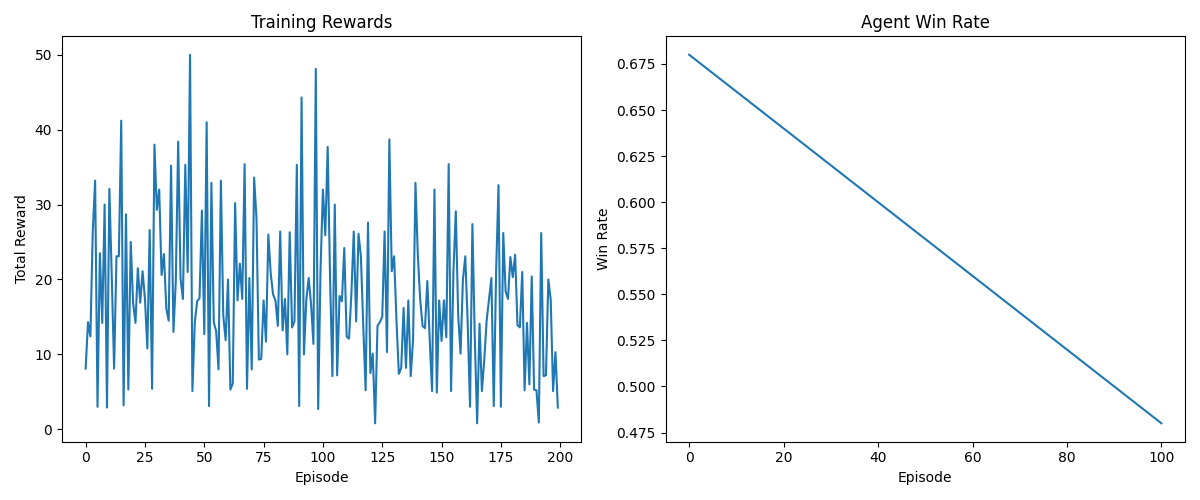 Training Rewards
Total Reward
50
40
30
20
10
0
0 25 50 75 100 125 150 175 200
Episode
Agent Win Rate
Win Rate
0.675
0.650
0.625
0.600
0.575
0.550
0.525
0.500
0.475
0 20 40 60 80 100
Episode